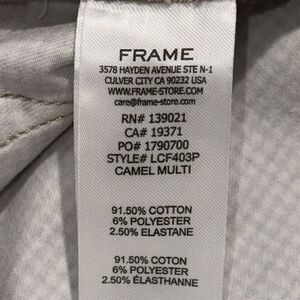 FRAME
3578 HAYDEN AVENUE STE N-1
CULVER CITY CA 90232 USA
WWW.FRAME-STORE.COM
care@frame-store.com
RN# 139021
CA# 19371
PO# 1790700
STYLE# LCF403P
CAMEL MULTI
91.50% COTTON
6% POLYESTER
2.50% ELASTANE
91.50% COTON
6% POLYESTER
2.50% ÉLASTHANNE